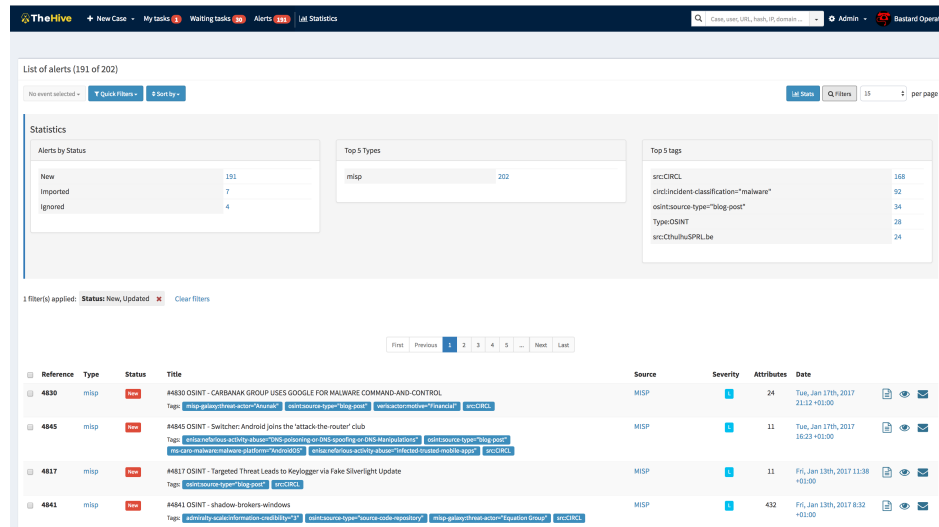 TheHive + New Case My tasks 1 Waiting tasks 30 Alerts 191 Statistics Case, user, URL, hash, IP, domain ... Admin Bastard Opera
List of alerts (191 of 202)
No event selected Quick Filters Sort by Stats Filters 15 per page
Statistics
Alerts by Status Top 5 Types Top 5 tags
New 191 misp 202 src:CIRCL 168
Imported 7 circl:incident-classification="malware" 92
Ignored 4 osint:source-type="blog-post" 34
Type:OSINT 28
src:CthulhuSPRL.be 24
1 filter(s) applied: Status: New, Updated Clear filters
First Previous 1 2 3 4 5 ... Next Last
Reference Type Status Title Source Severity Attributes Date
4830 misp New #4830 OSINT - CARBANAK GROUP USES GOOGLE FOR MALWARE COMMAND-AND-CONTROL MISP L 24 Tue, Jan 17th, 2017
21:12 +01:00
Tags: misp-galaxy:threat-actor="Anunak" osint:source-type="blog-post" veris:actor:motive="Financial" src:CIRCL
4845 misp New #4845 OSINT - Switcher: Android joins the 'attack-the-router' club MISP L 11 Tue, Jan 17th, 2017
16:23 +01:00
Tags: enisa:nefarious-activity-abuse="DNS-poisoning-or-DNS-spoofing-or-DNS-Manipulations" osint:source-type="blog-post"
ms-caro-malware:malware-platform="AndroidOS" enisa:nefarious-activity-abuse="infected-trusted-mobile-apps" src:CIRCL
4817 misp New #4817 OSINT - Targeted Threat Leads to Keylogger via Fake Silverlight Update MISP L 11 Fri, Jan 13th, 2017 11:38
+01:00
Tags: osint:source-type="blog-post" src:CIRCL
4841 misp New #4841 OSINT - shadow-brokers-windows MISP L 432 Fri, Jan 13th, 2017 8:32
+01:00
Tags: admiralty-scale:information-credibility="3" osint:source-type="source-code-repository" misp-galaxy:threat-actor="Equation Group" src:CIRCL